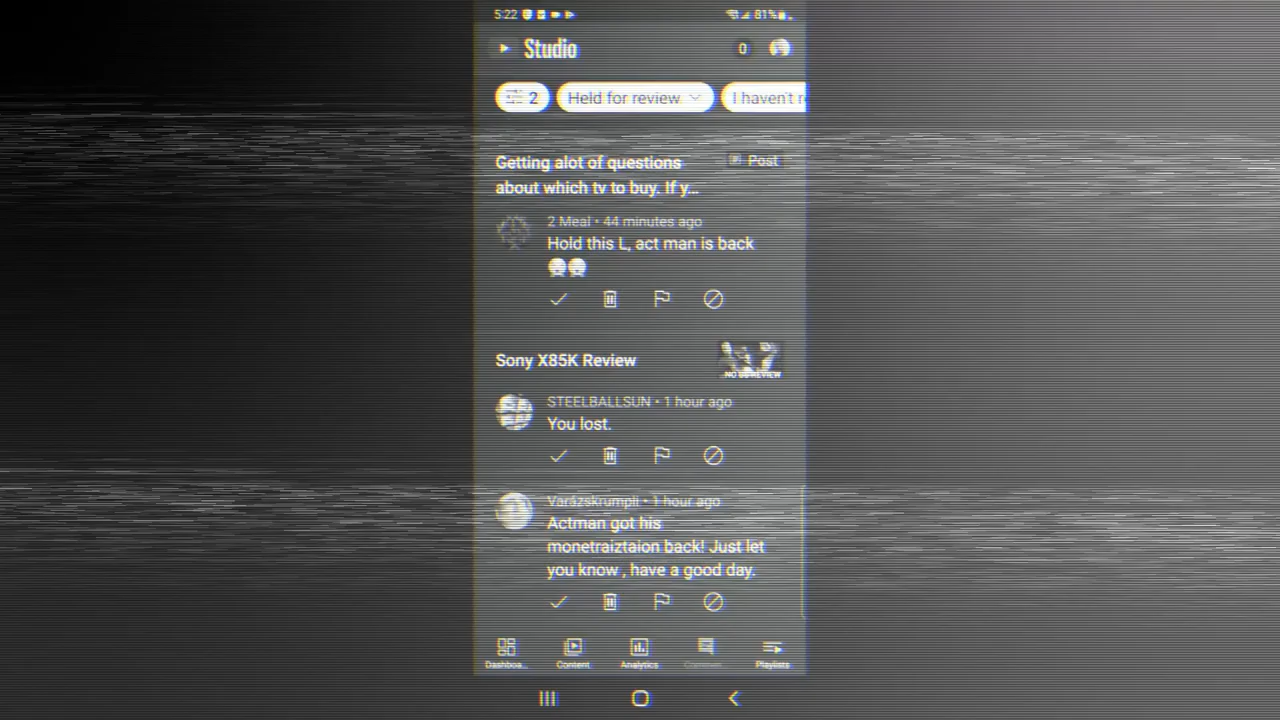 5:22 81%
Studio 0
2 Held for review I haven't r
Getting alot of questions Post
about which tv to buy. If y...
2 Meal • 44 minutes ago
Hold this L, act man is back
Sony X85K Review
STEELBALLSUN • 1 hour ago
You lost.
Varázskrumpli • 1 hour ago
Actman got his
monetraiztaion back! Just let
you know , have a good day.
Dashboa... Content Analytics Commen... Playlists